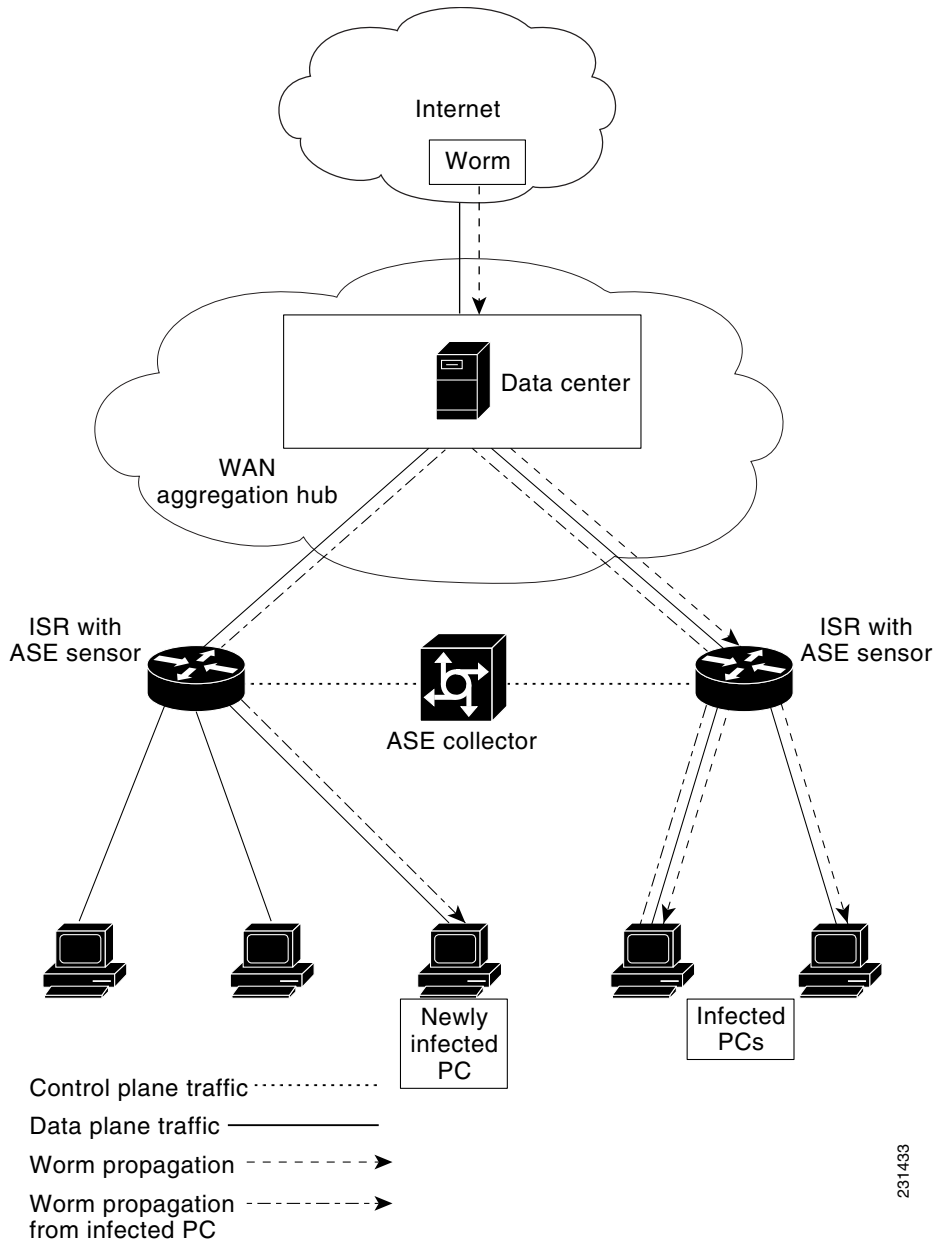 Internet
Worm
Data center
WAN
aggregation hub
ISR with
ASE sensor
ISR with
ASE sensor
ASE collector
Newly
infected
PC
Infected
PCs
Control plane traffic
Data plane traffic
Worm propagation
Worm propagation
from infected PC
231433